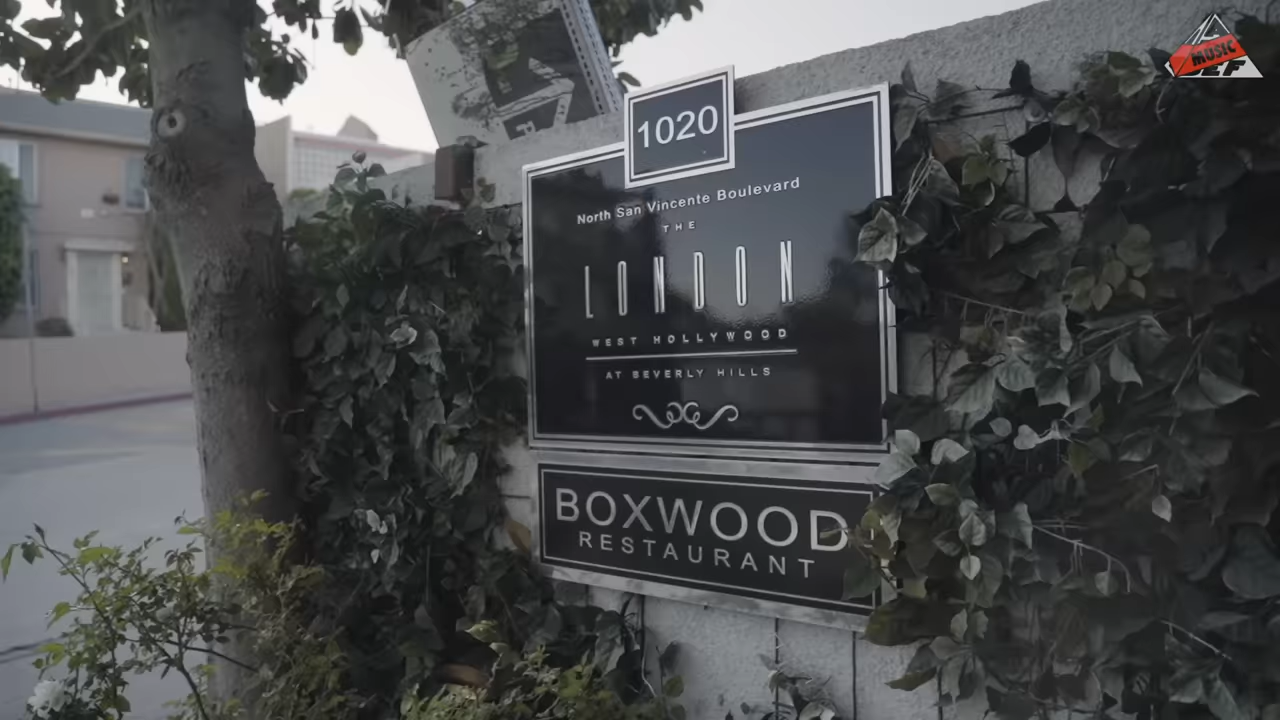 MUSIC
1020
North San Vincente Boulevard
THE
LONDON
WEST HOLLYWOOD
AT BEVERLY HILLS
BOXWOOD
RESTAURANT